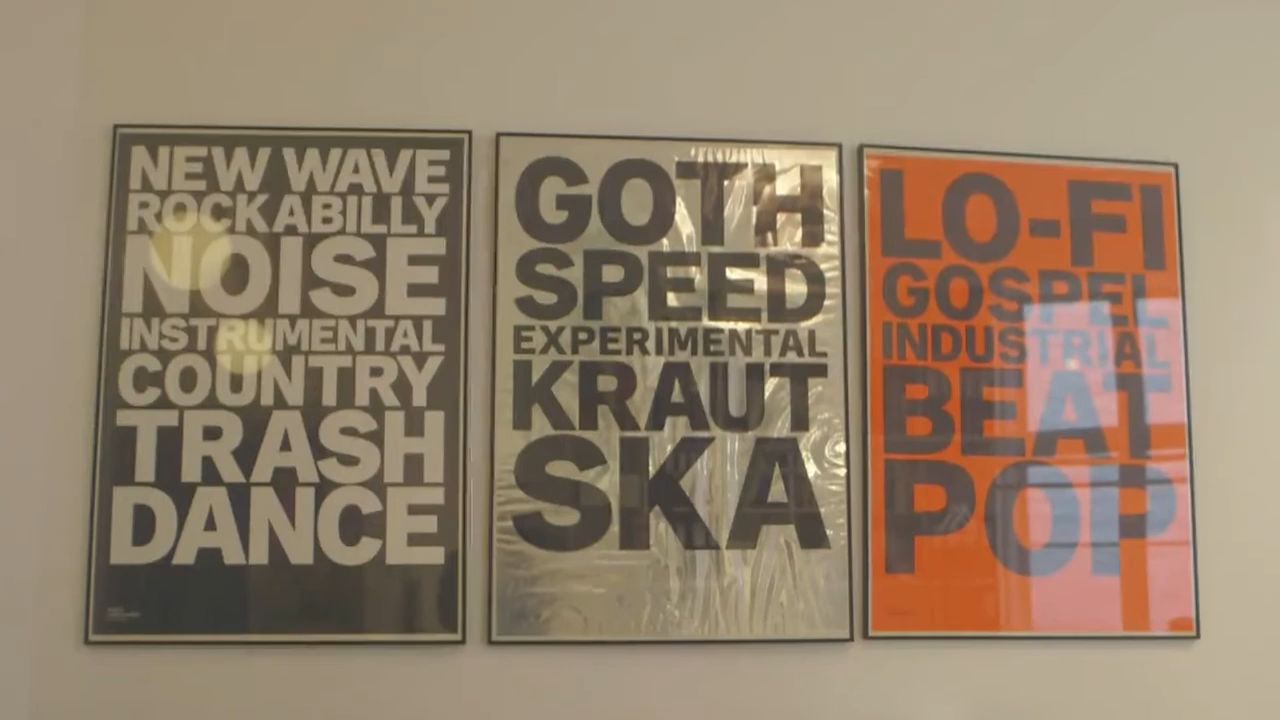 NEW WAVE
ROCKABILLY
NOISE
INSTRUMENTAL
COUNTRY
TRASH
DANCE
GOTH
SPEED
EXPERIMENTAL
KRAUT
SKA
LO-FI
GOSPEL
INDUSTRIAL
BEAT
POP